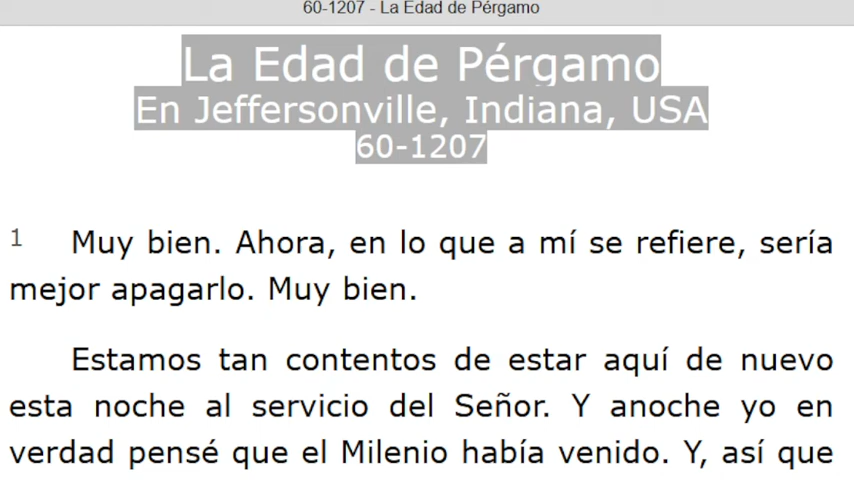 60-1207 - La Edad de Pérgamo
La Edad de Pérgamo
En Jeffersonville, Indiana, USA
60-1207
1 Muy bien. Ahora, en lo que a mí se refiere, sería
mejor apagarlo. Muy bien.
Estamos tan contentos de estar aquí de nuevo
esta noche al servicio del Señor. Y anoche yo en
verdad pensé que el Milenio había venido. Y, así que